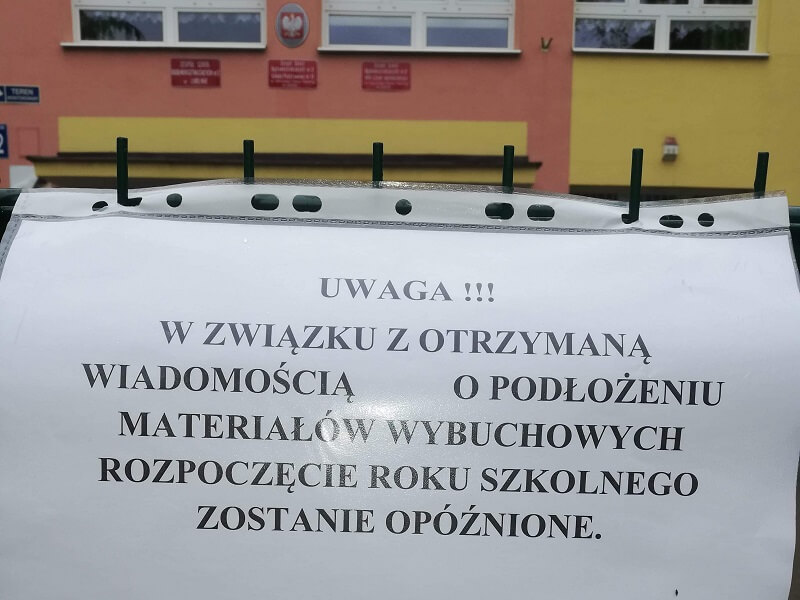 TEREN
UWAGA !!!
W ZWIĄZKU Z OTRZYMANĄ
WIADOMOŚCIĄ O PODŁOŻENIU
MATERIAŁÓW WYBUCHOWYCH
ROZPOCZĘCIE ROKU SZKOLNEGO
ZOSTANIE OPÓŹNIONE.